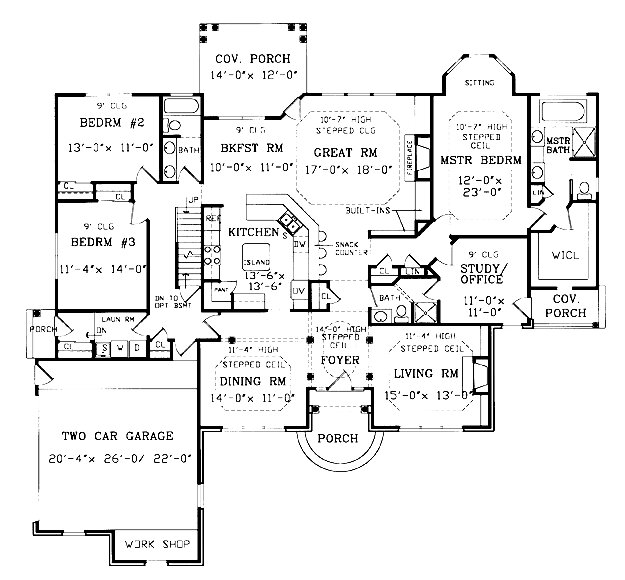 COV. PORCH
14'-0"x 12'-0"
SITTING
9' CLG
BEDRM #2
13'-0"x 11'-0"
BATH
9' CLG
BKFST RM
10'-0"x 11'-0"
10'-7" HIGH
STEPPED CLG
GREAT RM
17'-0"x 18'-0"
FIREPLACE
BUILT-INS
10'-7" HIGH
STEPPED
CEIL
MSTR BEDRM
12'-0"x
23'-0"
MSTR
BATH
LIN
CL
CL
UP
REF
KITCHEN
S
DW
ISLAND
13'-6"x
13'-6"
PAN
UV
SNACK
COUNTER
9' CLG
BEDRM #3
11'-4"x 14'-0"
DN TO
OPT BSMT
CL
CL
LIN
BATH
9' CLG
STUDY/
OFFICE
11'-0"x
11'-0"
WICL
COV.
PORCH
PORCH
LAUN RM
DN
CL
S
W
D
CL
11'-4" HIGH
STEPPED CEIL
DINING RM
14'-0"x 11'-0"
14'-0" HIGH
STEPPED
CEIL
FOYER
11'-4" HIGH
STEPPED CEIL
LIVING RM
15'-0"x 13'-0"
PORCH
TWO CAR GARAGE
20'-4"x 26'-0/ 22'-0"
WORK SHOP